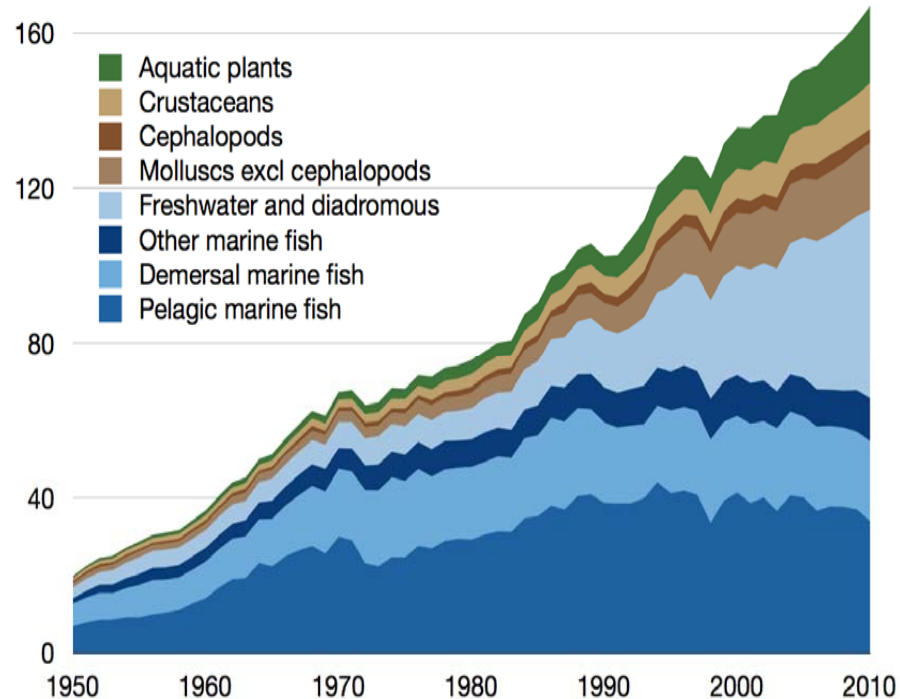 160
Aquatic plants
Crustaceans
Cephalopods
Molluscs excl cephalopods
120
Freshwater and diadromous
Other marine fish
Demersal marine fish
Pelagic marine fish
80
40
0
1950 1960 1970 1980 1990 2000 2010